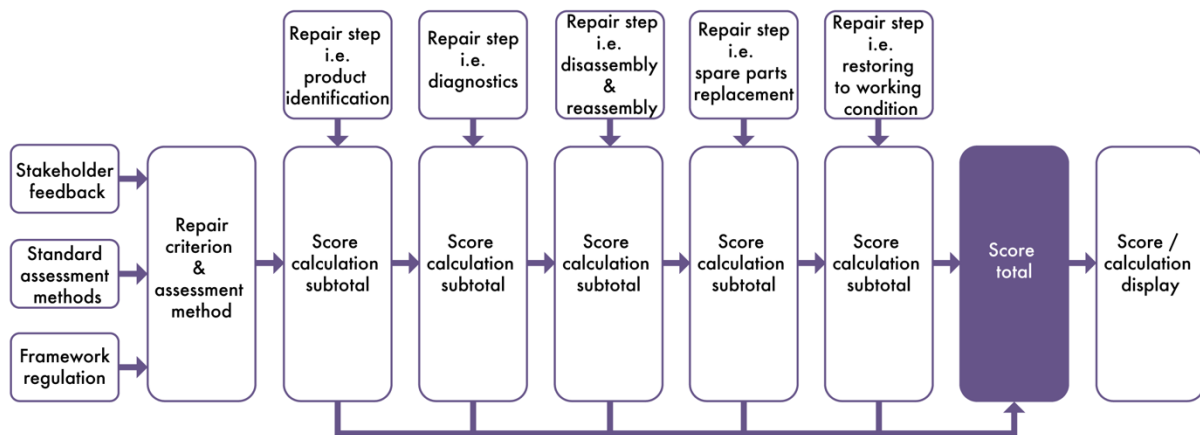 Repair step
i.e.
product
identification
Repair step
i.e.
diagnostics
Repair step
i.e.
disassembly
&
reassembly
Repair step
i.e.
spare parts
replacement
Repair step
i.e.
restoring
to working
condition
Stakeholder
feedback
Standard
assessment
methods
Framework
regulation
Repair
criterion
&
assessment
method
Score
calculation
subtotal
Score
calculation
subtotal
Score
calculation
subtotal
Score
calculation
subtotal
Score
calculation
subtotal
Score
total
Score /
calculation
display